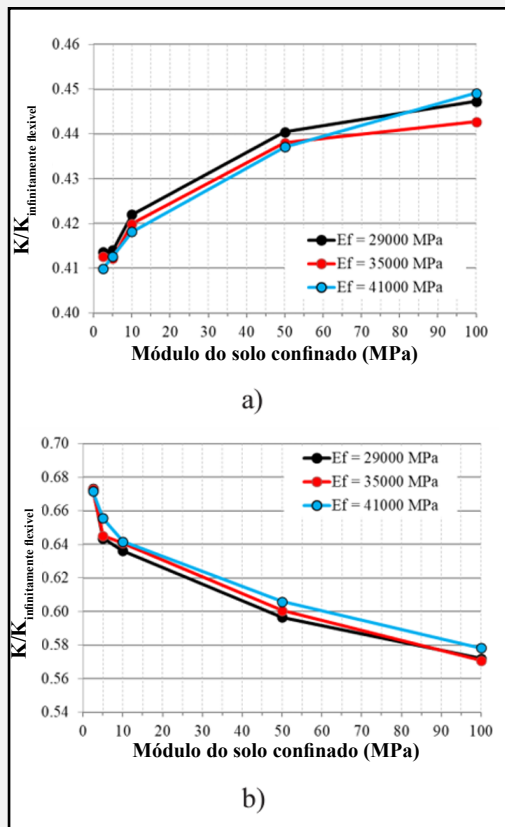 0.46
0.45
0.44
0.43
0.42
0.41
0.40
K/K infinitamente flexivel
Ef = 29000 MPa
Ef = 35000 MPa
Ef = 41000 MPa
0 10 20 30 40 50 60 70 80 90 100
Módulo do solo confinado (MPa)
a)
0.70
0.68
0.66
0.64
0.62
0.60
0.58
0.56
0.54
K/K infinitamente flexivel
Ef = 29000 MPa
Ef = 35000 MPa
Ef = 41000 MPa
0 10 20 30 40 50 60 70 80 90 100
Módulo do solo confinado (MPa)
b)